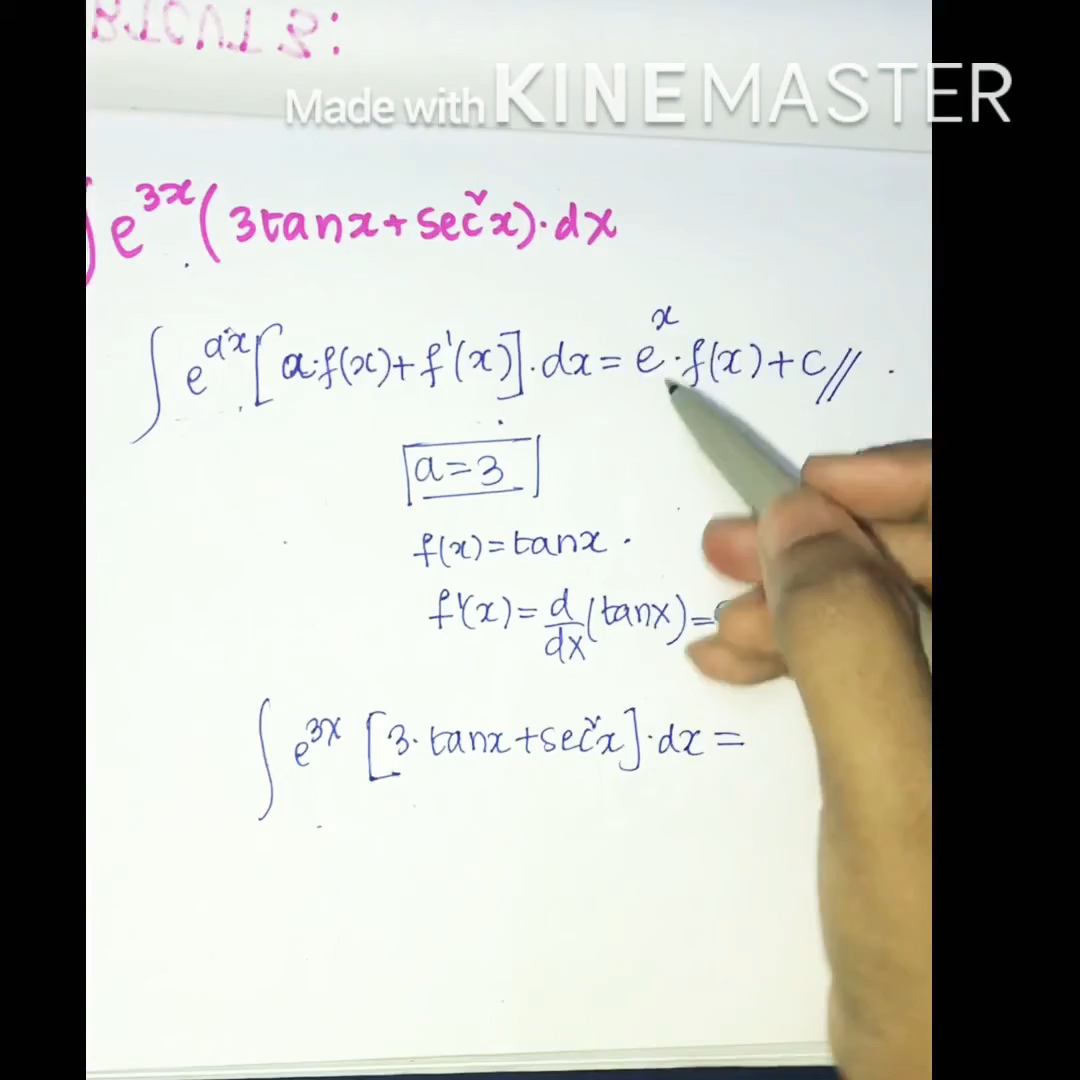 Made with KINEMASTER
∫e^{3x}(3tanx+sec²x)·dx
∫e^{ax}[a·f(x)+f'(x)]·dx=e^{x}·f(x)+c//
a=3
f(x)=tanx.
f'(x)=d/dx(tanx)=
∫e^{3x}[3·tanx+sec²x]·dx=